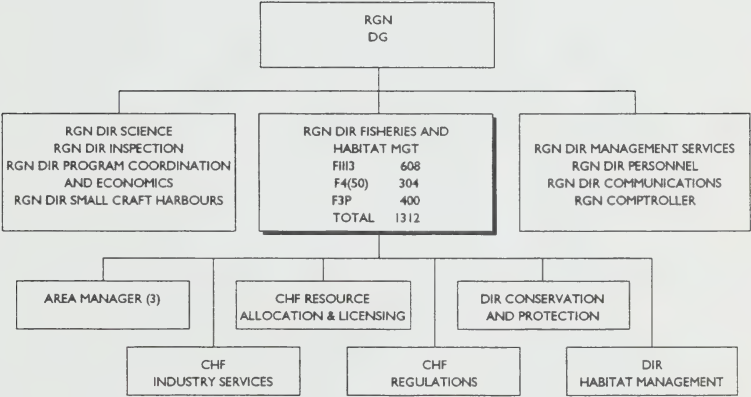 RGN
DG
RGN DIR SCIENCE
RGN DIR INSPECTION
RGN DIR PROGRAM COORDINATION
AND ECONOMICS
RGN DIR SMALL CRAFT HARBOURS
RGN DIR FISHERIES AND
HABITAT MGT
FIII3 608
F4(50) 304
F3P 400
TOTAL 1312
RGN DIR MANAGEMENT SERVICES
RGN DIR PERSONNEL
RGN DIR COMMUNICATIONS
RGN COMPTROLLER
AREA MANAGER (3)
CHF RESOURCE
ALLOCATION & LICENSING
DIR CONSERVATION
AND PROTECTION
CHF
INDUSTRY SERVICES
CHF
REGULATIONS
DIR
HABITAT MANAGEMENT